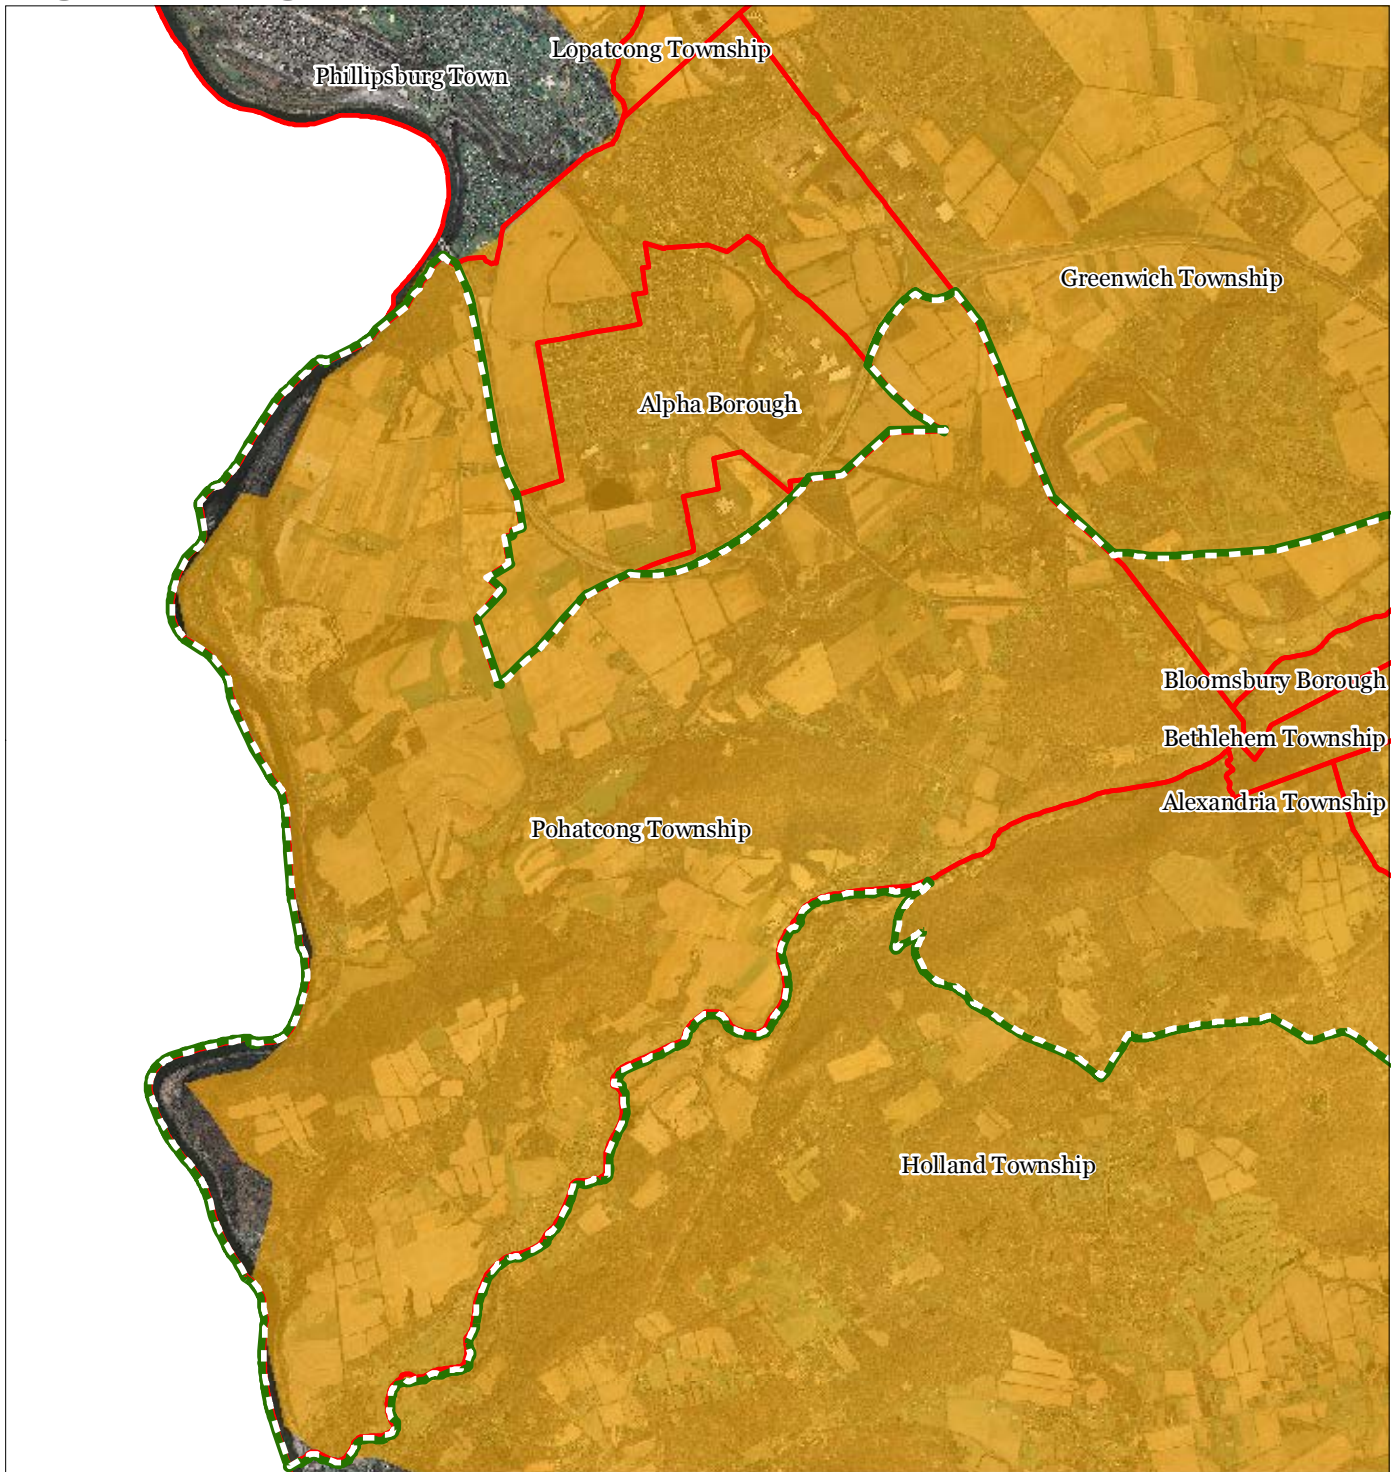 Lopatcong Township
Phillipsburg Town
Greenwich Township
Alpha Borough
Bloomsbury Borough
Bethlehem Township
Alexandria Township
Pohatcong Township
Holland Township